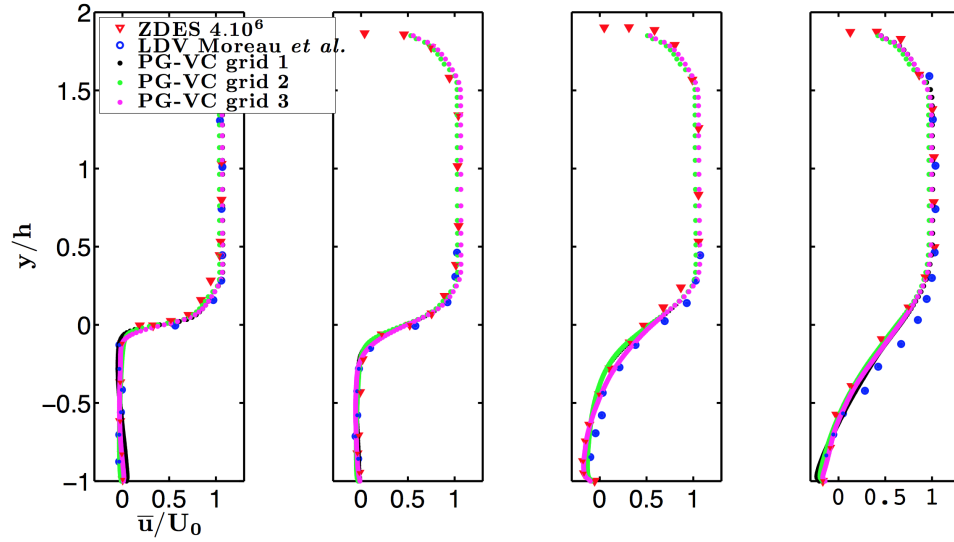 ZDES 4.10⁶
LDV Moreau et al.
PG-VC grid 1
PG-VC grid 2
PG-VC grid 3
y/h
2
1.5
1
0.5
0
−0.5
−1
0 0.5 1
0 0.5 1
0 0.5 1
0 0.5 1
u̅/U₀